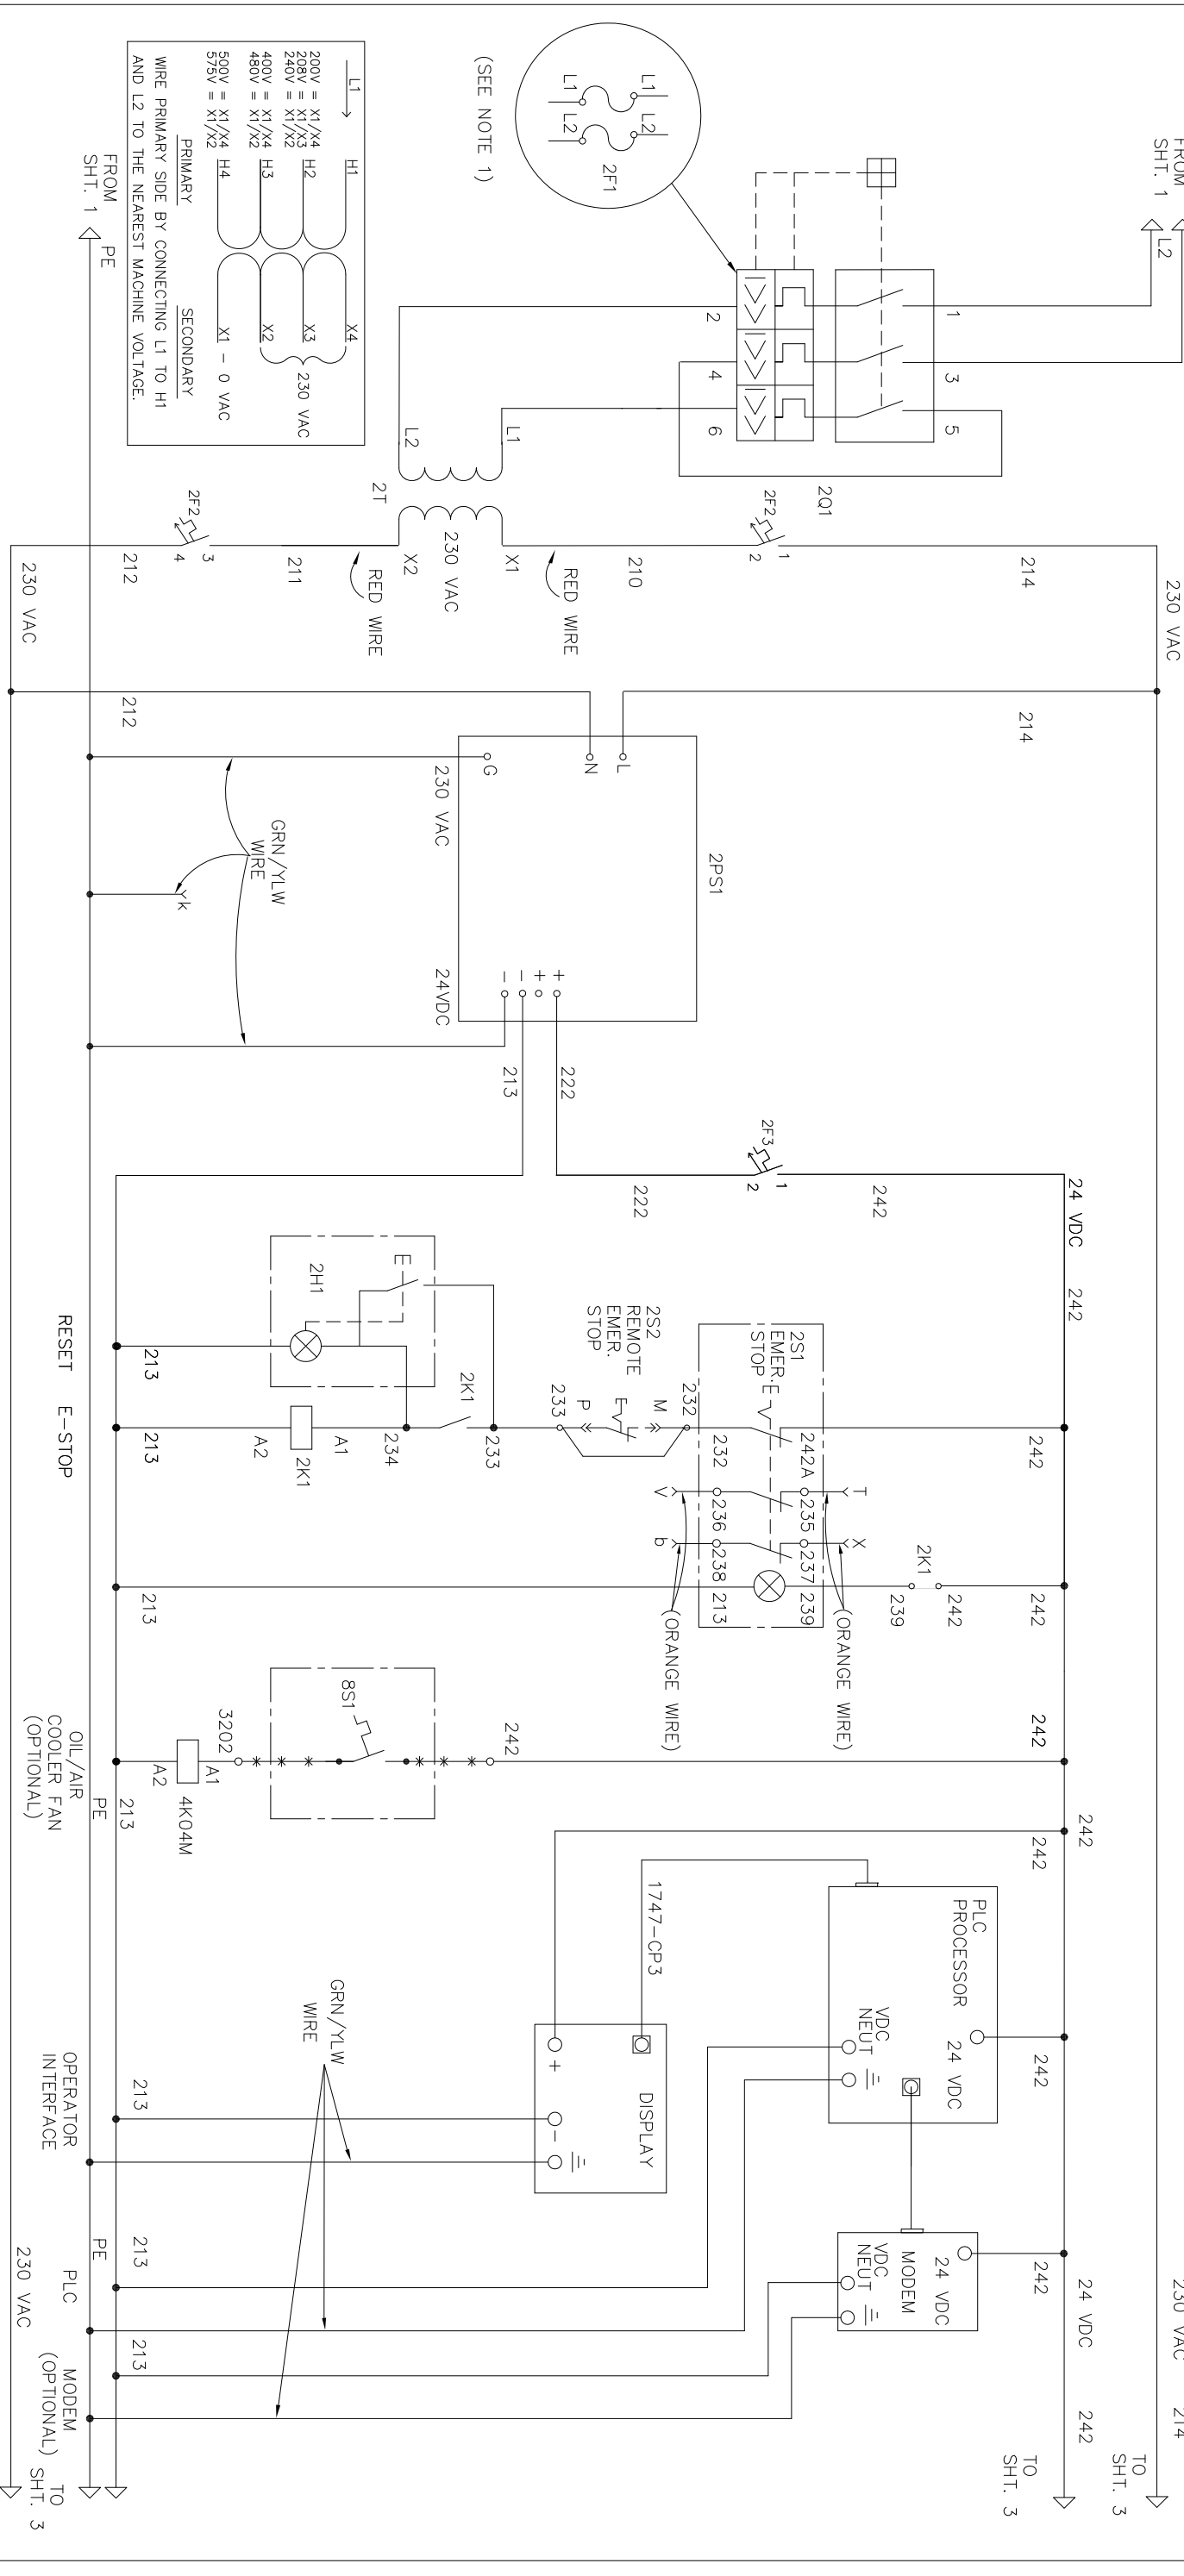 FROM
SHT. 1
L2
1
3
5
2Q1
2
4
6
L1
L2
L1
L2
2F1
(SEE NOTE 1)
L1
200V = X1/X4
208V = X1/X3
240V = X1/X2
400V = X1/X4
480V = X1/X2
500V = X1/X4
575V = X1/X2
H1
H2
H3
H4
PRIMARY
X4
X3
X2
X1 – 0 VAC
230 VAC
SECONDARY
WIRE PRIMARY SIDE BY CONNECTING L1 TO H1
AND L2 TO THE NEAREST MACHINE VOLTAGE.
FROM
SHT. 1
PE
L1
L2
2T
230 VAC
X1
X2
RED WIRE
RED WIRE
210
211
2F2
1
2
2F2
3
4
214
212
230 VAC
230 VAC
214
212
2PS1
L
N
G
230 VAC
24VDC
+
+
–
–
GRN/YLW
WIRE
k
213
222
2F3
1
2
222
242
24 VDC
242
2H1
E
213
RESET
2S2
REMOTE
EMER.
STOP
2S1
EMER.
STOP
E
242
242A
232
232
M
E
P
233
233
2K1
234
A1
2K1
A2
213
E–STOP
T
235
236
V
X
237
238
b
2K1
242
242
239
239
213
(ORANGE WIRE)
(ORANGE WIRE)
213
242
242
8S1
3202
A1
A2
4K04M
213
PE
OIL/AIR
COOLER FAN
(OPTIONAL)
242
242
1747–CP3
PLC
PROCESSOR
24 VDC
VDC
NEUT
242
DISPLAY
+
–
GRN/YLW
WIRE
213
OPERATOR
INTERFACE
242
24 VDC
MODEM
VDC
NEUT
213
PE
PLC
213
MODEM
(OPTIONAL)
230 VAC
230 VAC
214
24 VDC
242
TO
SHT. 3
TO
SHT. 3
TO
SHT. 3